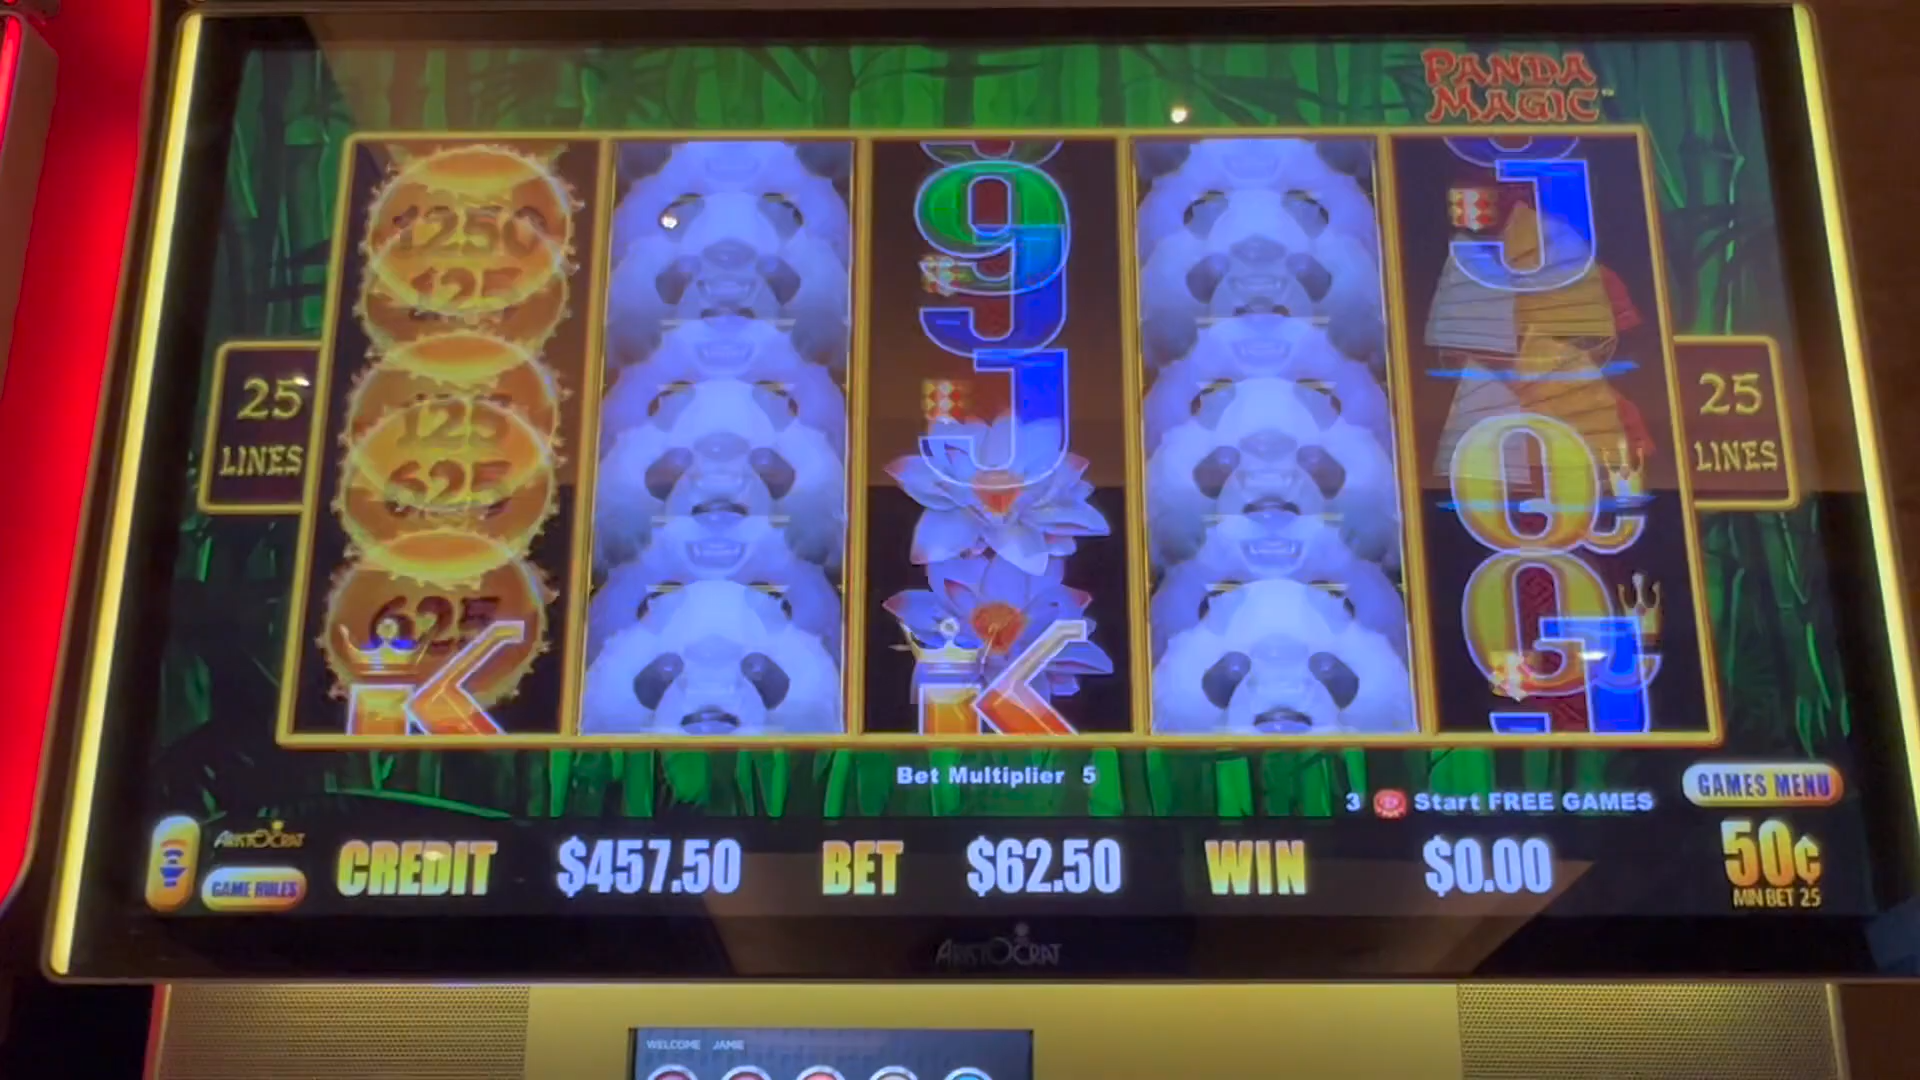 PANDA
MAGIC™
1250
125
125
625
625
K
9
J
J
K
J
Q
Q
J
25
LINES
25
LINES
Bet Multiplier 5
3 Start FREE GAMES
GAMES MENU
ARISTOCRAT
GAME RULES
CREDIT $457.50 BET $62.50 WIN $0.00
50¢
MIN BET 25
ARISTOCRAT
WELCOME JAMIE